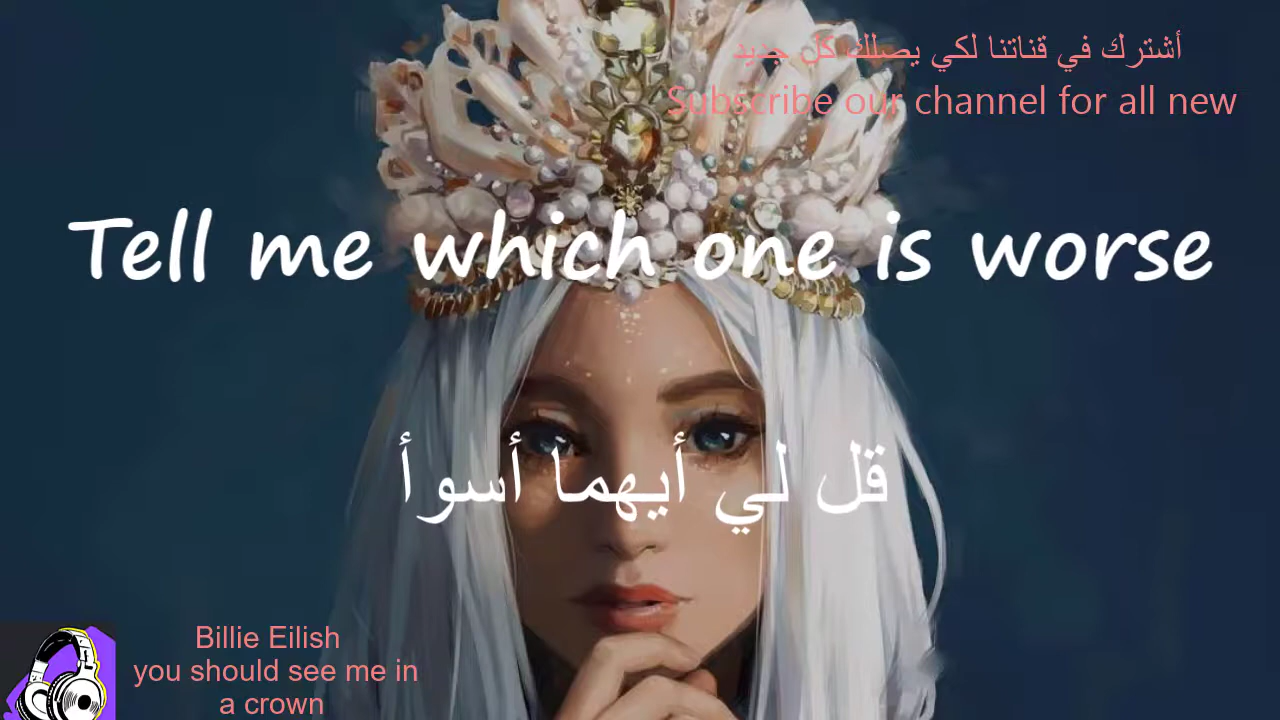 أشترك في قناتنا لكي يصلك كل جديد
Subscribe our channel for all new
Tell me which one is worse
قل لي أيهما أسوأ
Billie Eilish
you should see me in
a crown